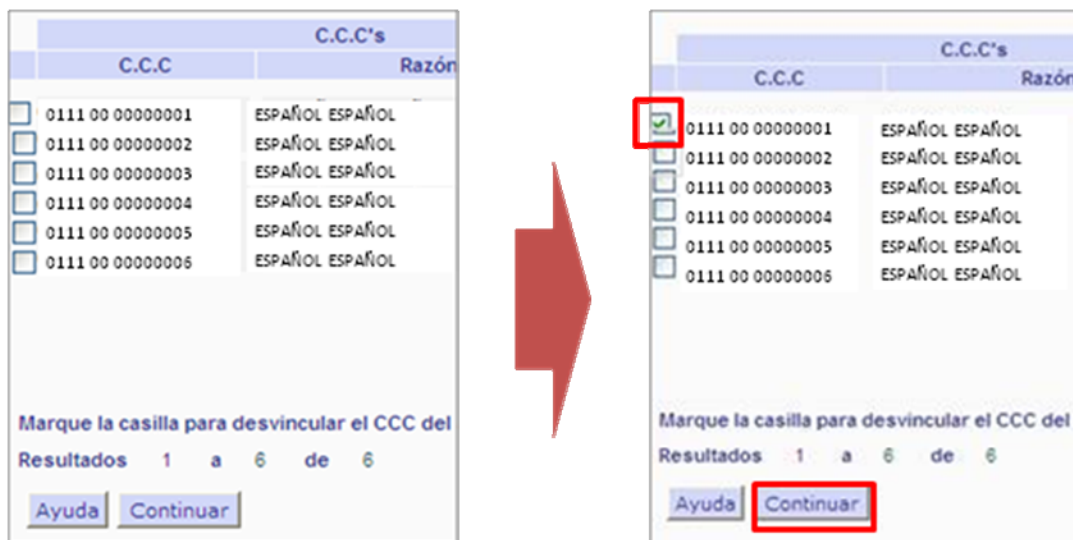 C.C.C's
C.C.C Razón
0111 00 00000001 ESPAÑOL ESPAÑOL
0111 00 00000002 ESPAÑOL ESPAÑOL
0111 00 00000003 ESPAÑOL ESPAÑOL
0111 00 00000004 ESPAÑOL ESPAÑOL
0111 00 00000005 ESPAÑOL ESPAÑOL
0111 00 00000006 ESPAÑOL ESPAÑOL
Marque la casilla para desvincular el CCC del
Resultados 1 a 6 de 6
Ayuda Continuar
C.C.C's
C.C.C Razón
0111 00 00000001 ESPAÑOL ESPAÑOL
0111 00 00000002 ESPAÑOL ESPAÑOL
0111 00 00000003 ESPAÑOL ESPAÑOL
0111 00 00000004 ESPAÑOL ESPAÑOL
0111 00 00000005 ESPAÑOL ESPAÑOL
0111 00 00000006 ESPAÑOL ESPAÑOL
Marque la casilla para desvincular el CCC del
Resultados 1 a 6 de 6
Ayuda Continuar